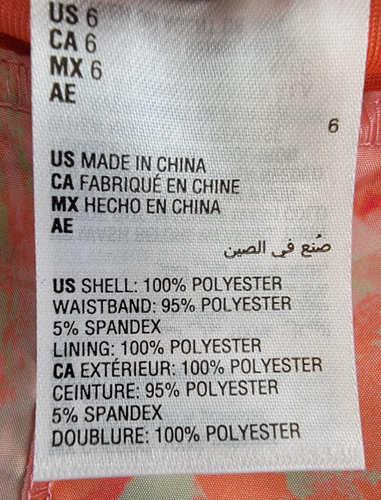 US 6
CA 6
MX 6
AE
6
US MADE IN CHINA
CA FABRIQUÉ EN CHINE
MX HECHO EN CHINA
AE
صُنع في الصين
US SHELL: 100% POLYESTER
WAISTBAND: 95% POLYESTER
5% SPANDEX
LINING: 100% POLYESTER
CA EXTÉRIEUR: 100% POLYESTER
CEINTURE: 95% POLYESTER
5% SPANDEX
DOUBLURE: 100% POLYESTER